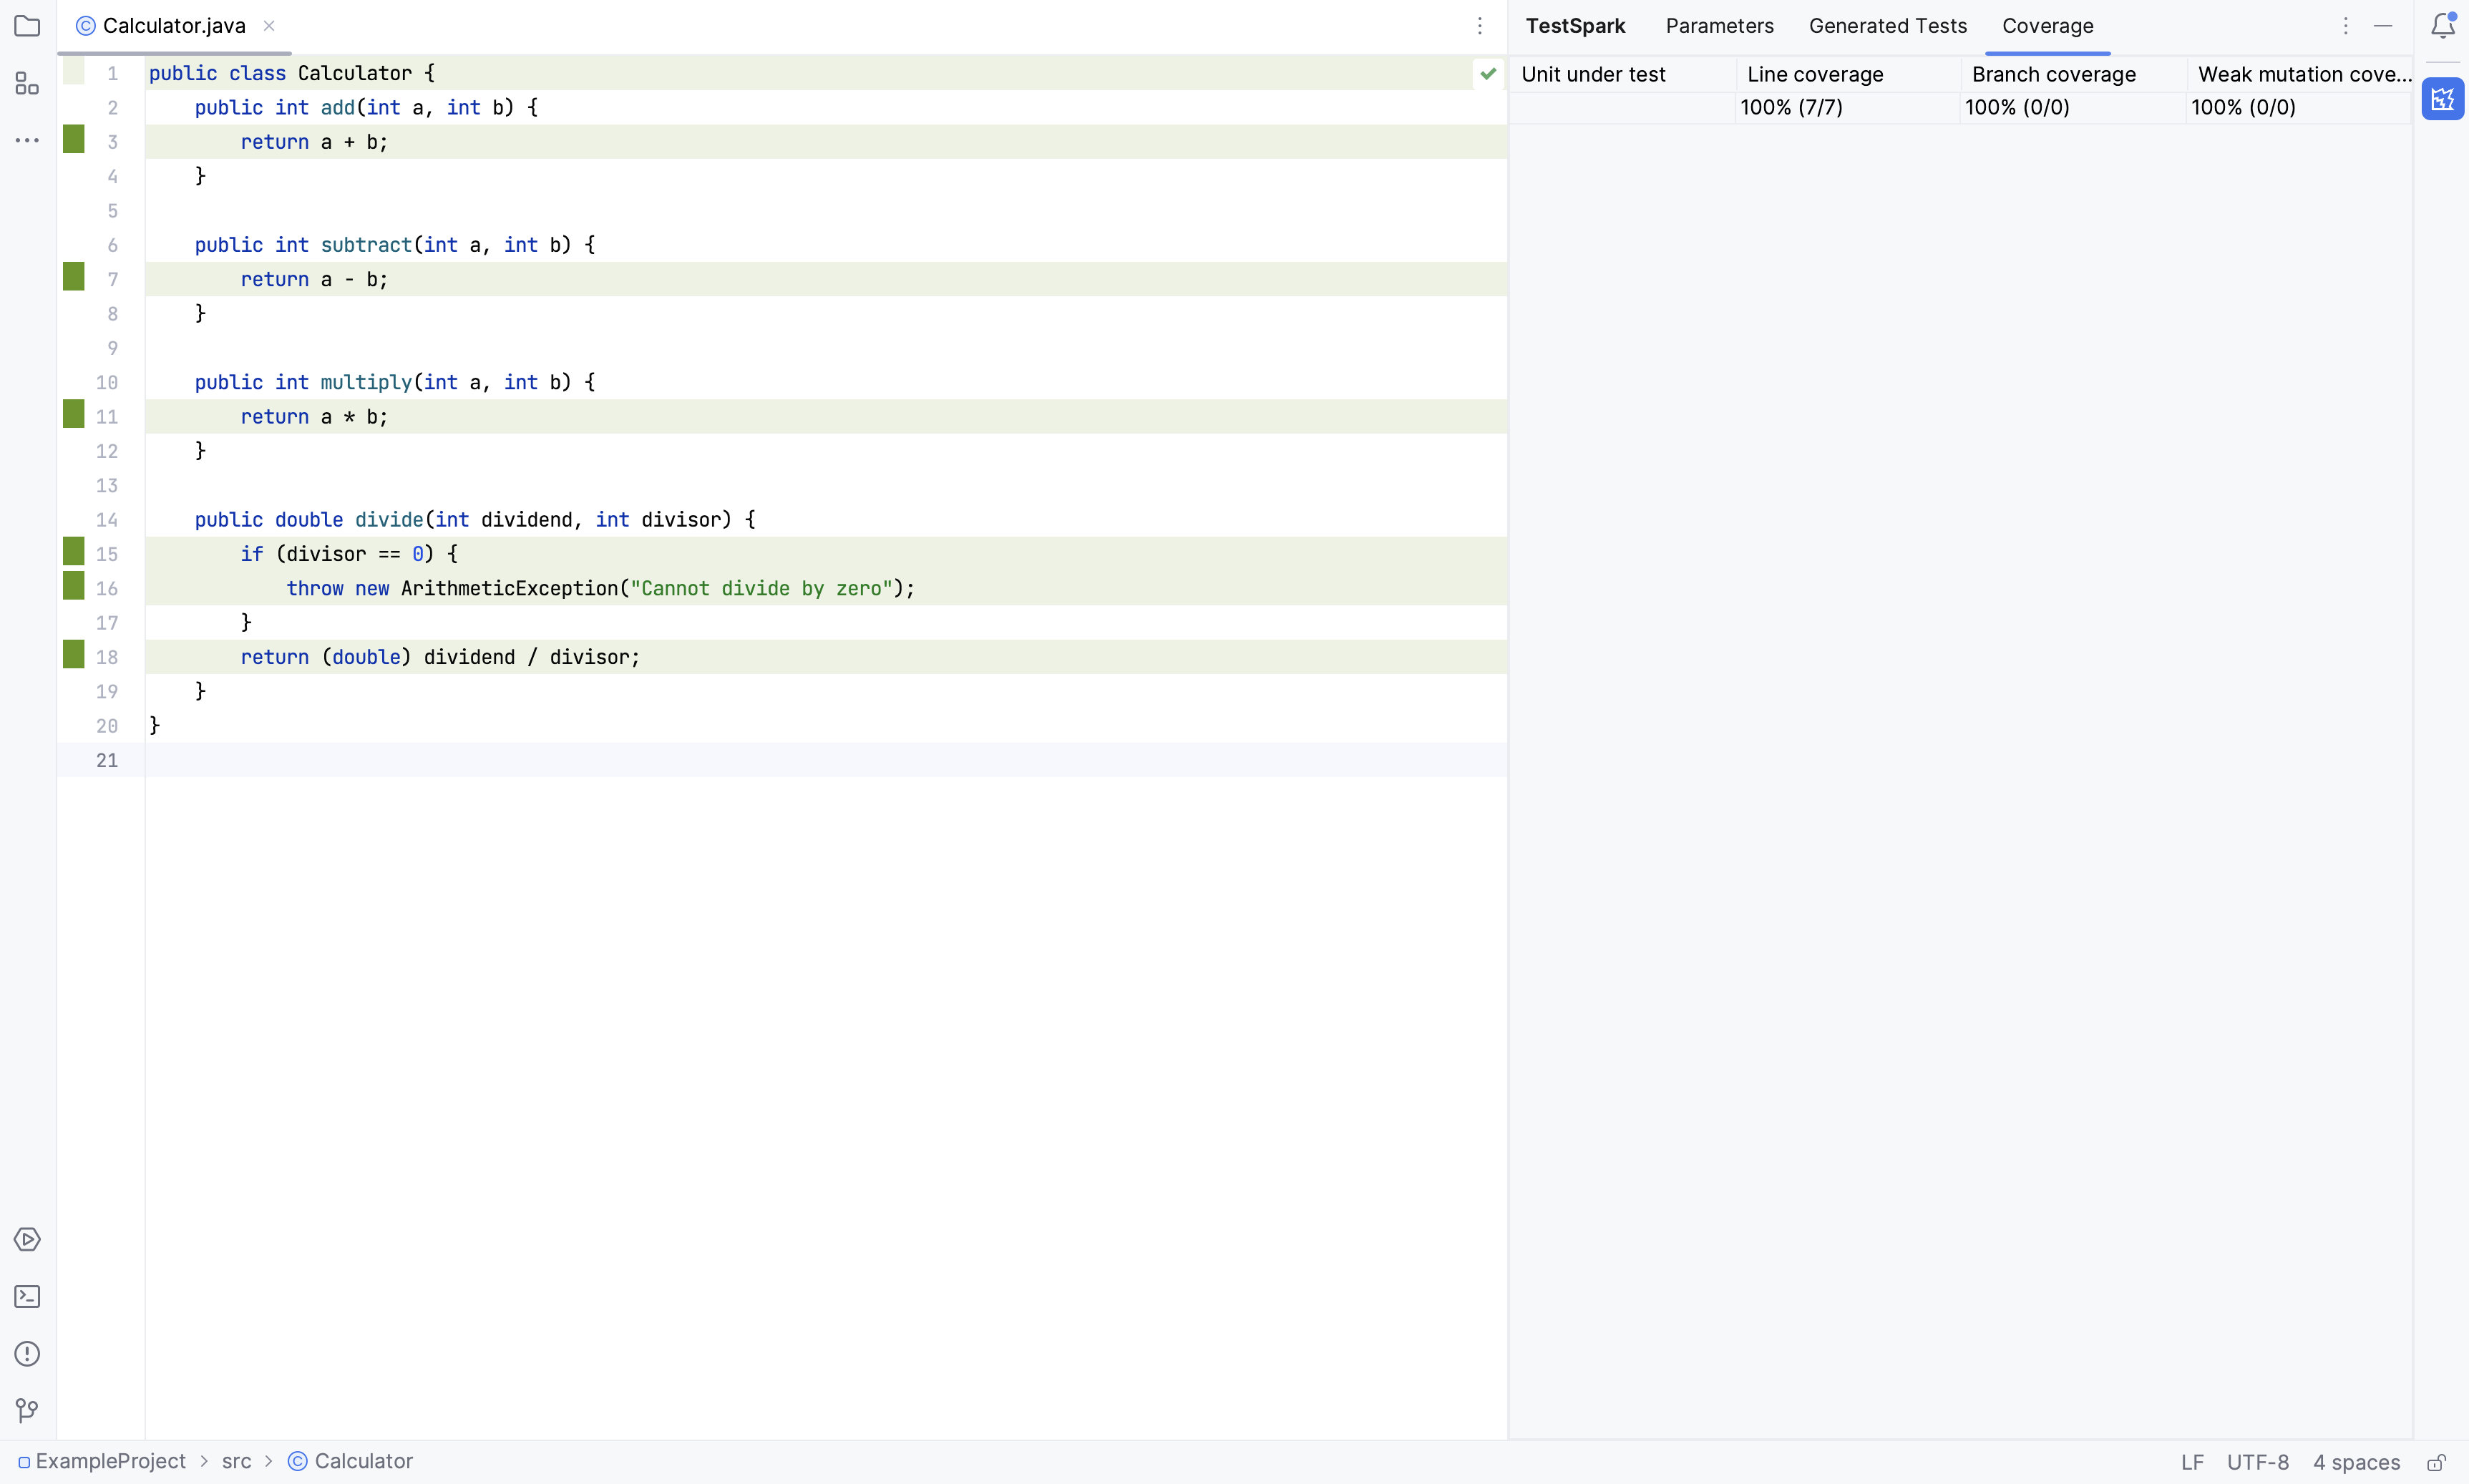 Calculator.java
TestSpark Parameters Generated Tests Coverage
Unit under test Line coverage Branch coverage Weak mutation cove...
100% (7/7) 100% (0/0) 100% (0/0)
1 public class Calculator {
2     public int add(int a, int b) {
3         return a + b;
4     }
5
6     public int subtract(int a, int b) {
7         return a - b;
8     }
9
10     public int multiply(int a, int b) {
11         return a * b;
12     }
13
14     public double divide(int dividend, int divisor) {
15         if (divisor == 0) {
16             throw new ArithmeticException("Cannot divide by zero");
17         }
18         return (double) dividend / divisor;
19     }
20 }
21
ExampleProject > src > Calculator
LF UTF-8 4 spaces